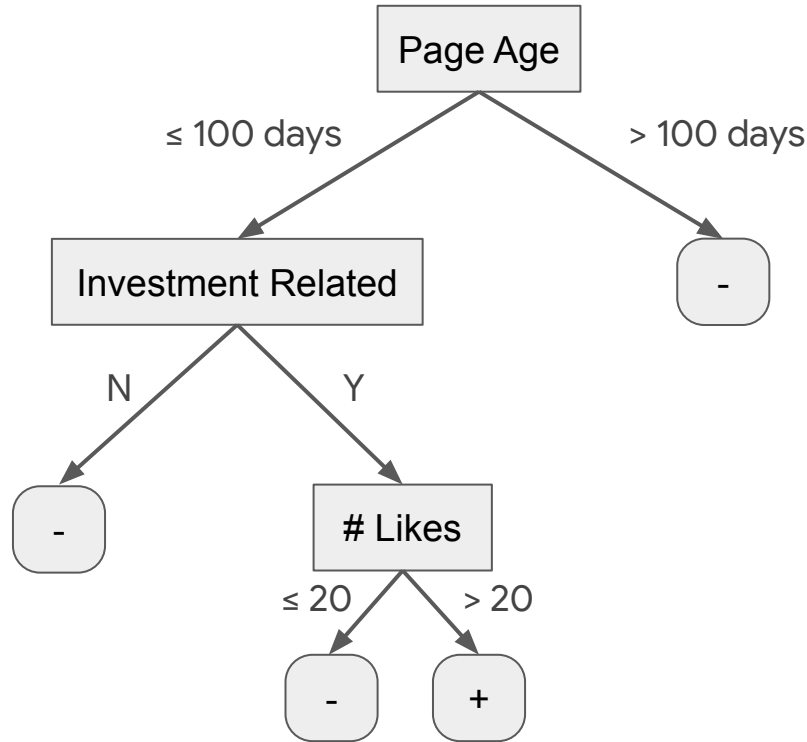 Page Age
≤ 100 days
> 100 days
Investment Related
-
N
Y
-
# Likes
≤ 20
> 20
-
+